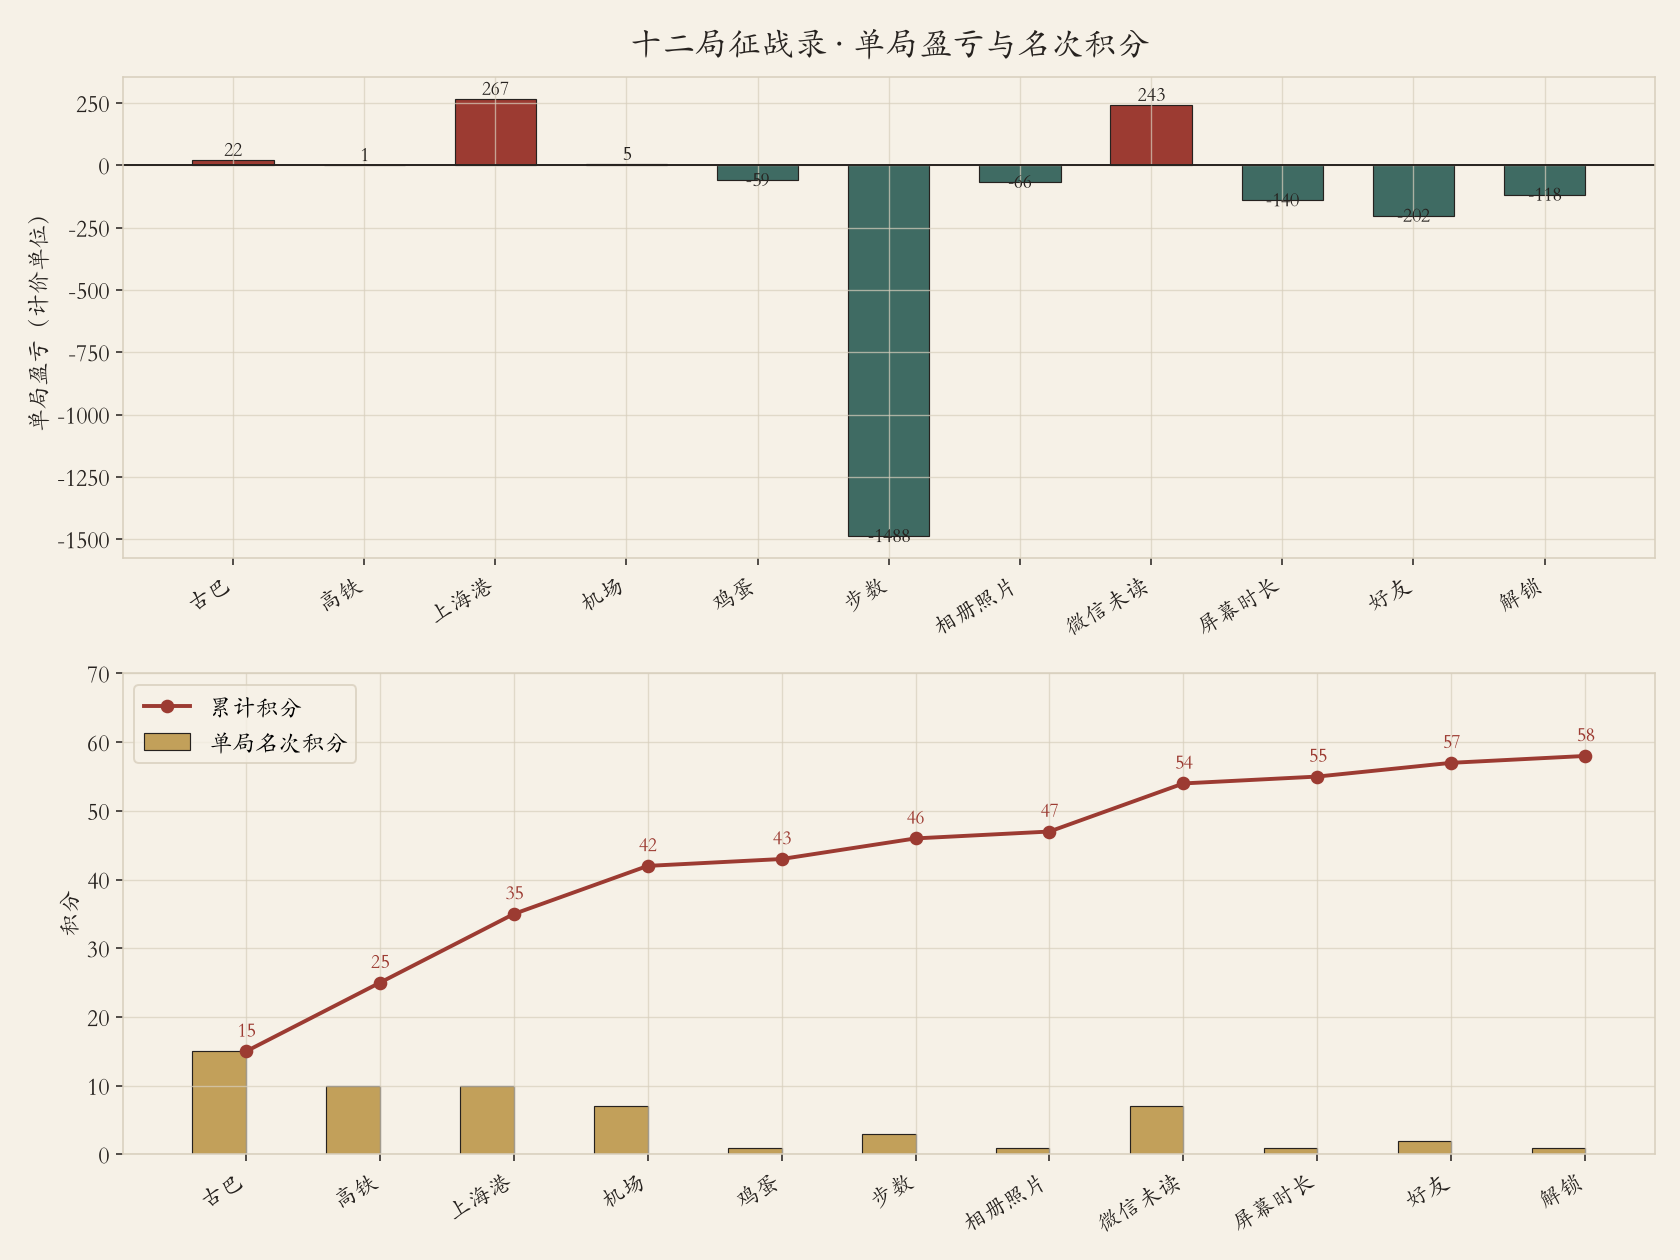 十二局征战录·单局盈亏与名次积分
单局盈亏（计价单位）
250
0
-250
-500
-750
-1000
-1250
-1500
22
1
267
5
-59
-1488
-66
243
-140
-202
-118
古巴
高铁
上海港
机场
鸡蛋
步数
相册照片
微信未读
屏幕时长
好友
解锁
积分
70
60
50
40
30
20
10
0
累计积分
单局名次积分
15
25
35
42
43
46
47
54
55
57
58
古巴
高铁
上海港
机场
鸡蛋
步数
相册照片
微信未读
屏幕时长
好友
解锁